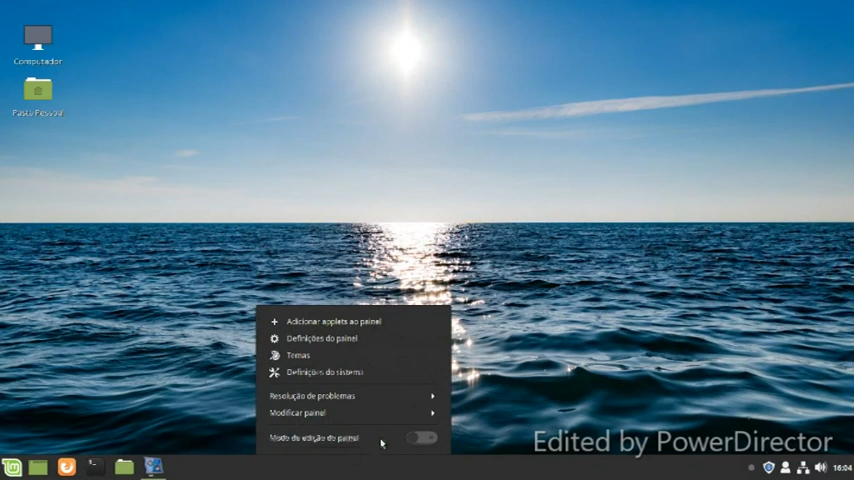 Computador
Pasta Pessoal
Adicionar applets ao painel
Definições do painel
Temas
Definições do sistema
Resolução de problemas
Modificar painel
Modo de edição do painel
Edited by PowerDirector
16:04